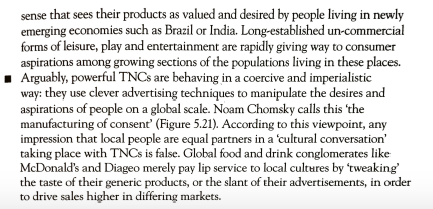 sense that sees their products as valued and desired by people living in newly
emerging economies such as Brazil or India. Long-established un-commercial
forms of leisure, play and entertainment are rapidly giving way to consumer
aspirations among growing sections of the populations living in these places.
■ Arguably, powerful TNCs are behaving in a coercive and imperialistic
way: they use clever advertising techniques to manipulate the desires and
aspirations of people on a global scale. Noam Chomsky calls this ‘the
manufacturing of consent’ (Figure 5.21). According to this viewpoint, any
impression that local people are equal partners in a ‘cultural conversation’
taking place with TNCs is false. Global food and drink conglomerates like
McDonald’s and Diageo merely pay lip service to local cultures by ‘tweaking’
the taste of their generic products, or the slant of their advertisements, in order
to drive sales higher in differing markets.